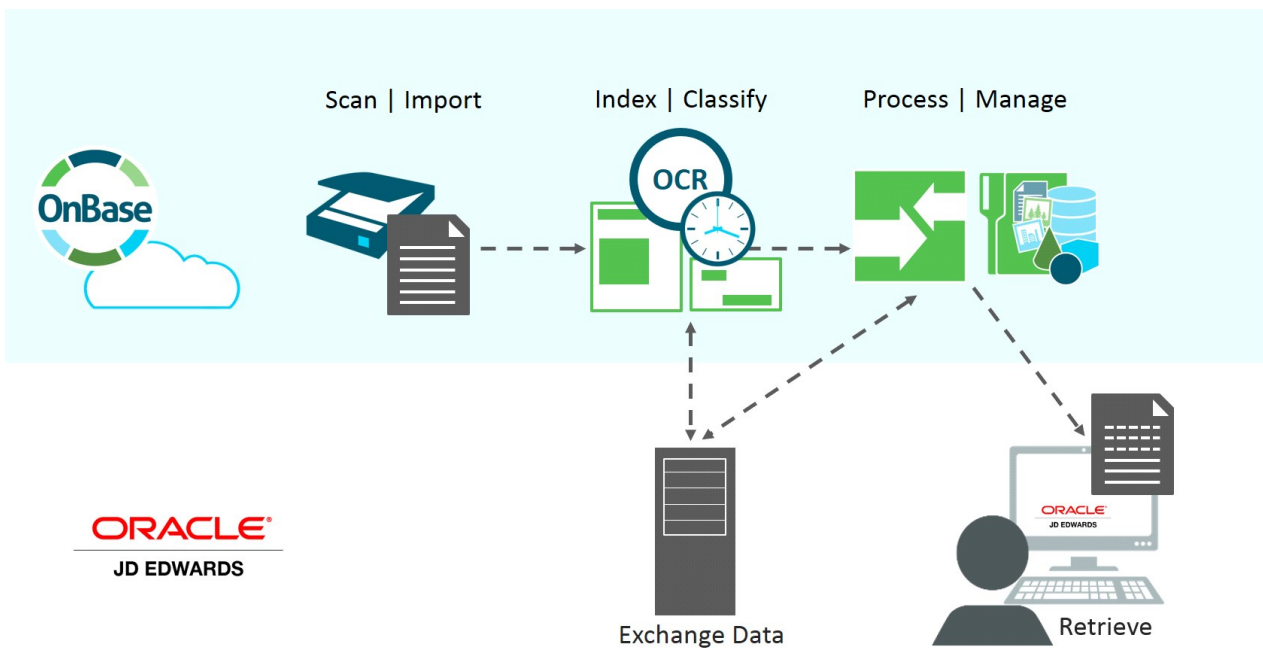 Scan | Import
Index | Classify
Process | Manage
OnBase
OCR
ORACLE®
JD EDWARDS
ORACLE®
JD EDWARDS
Exchange Data
Retrieve